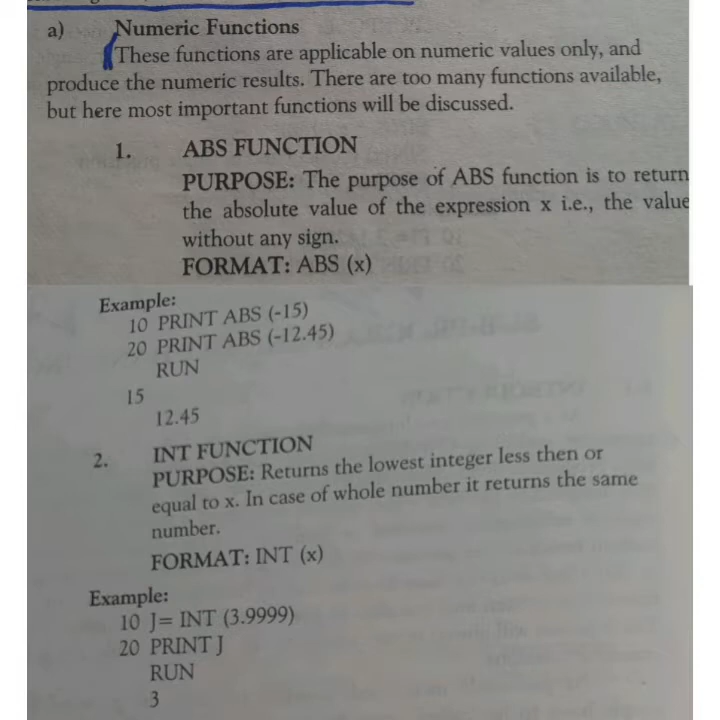 a) Numeric Functions
These functions are applicable on numeric values only, and
produce the numeric results. There are too many functions available,
but here most important functions will be discussed.
1. ABS FUNCTION
PURPOSE: The purpose of ABS function is to return
the absolute value of the expression x i.e., the value
without any sign.
FORMAT: ABS (x)
Example:
10 PRINT ABS (-15)
20 PRINT ABS (-12.45)
RUN
15
12.45
2. INT FUNCTION
PURPOSE: Returns the lowest integer less then or
equal to x. In case of whole number it returns the same
number.
FORMAT: INT (x)
Example:
10 J= INT (3.9999)
20 PRINT J
RUN
3